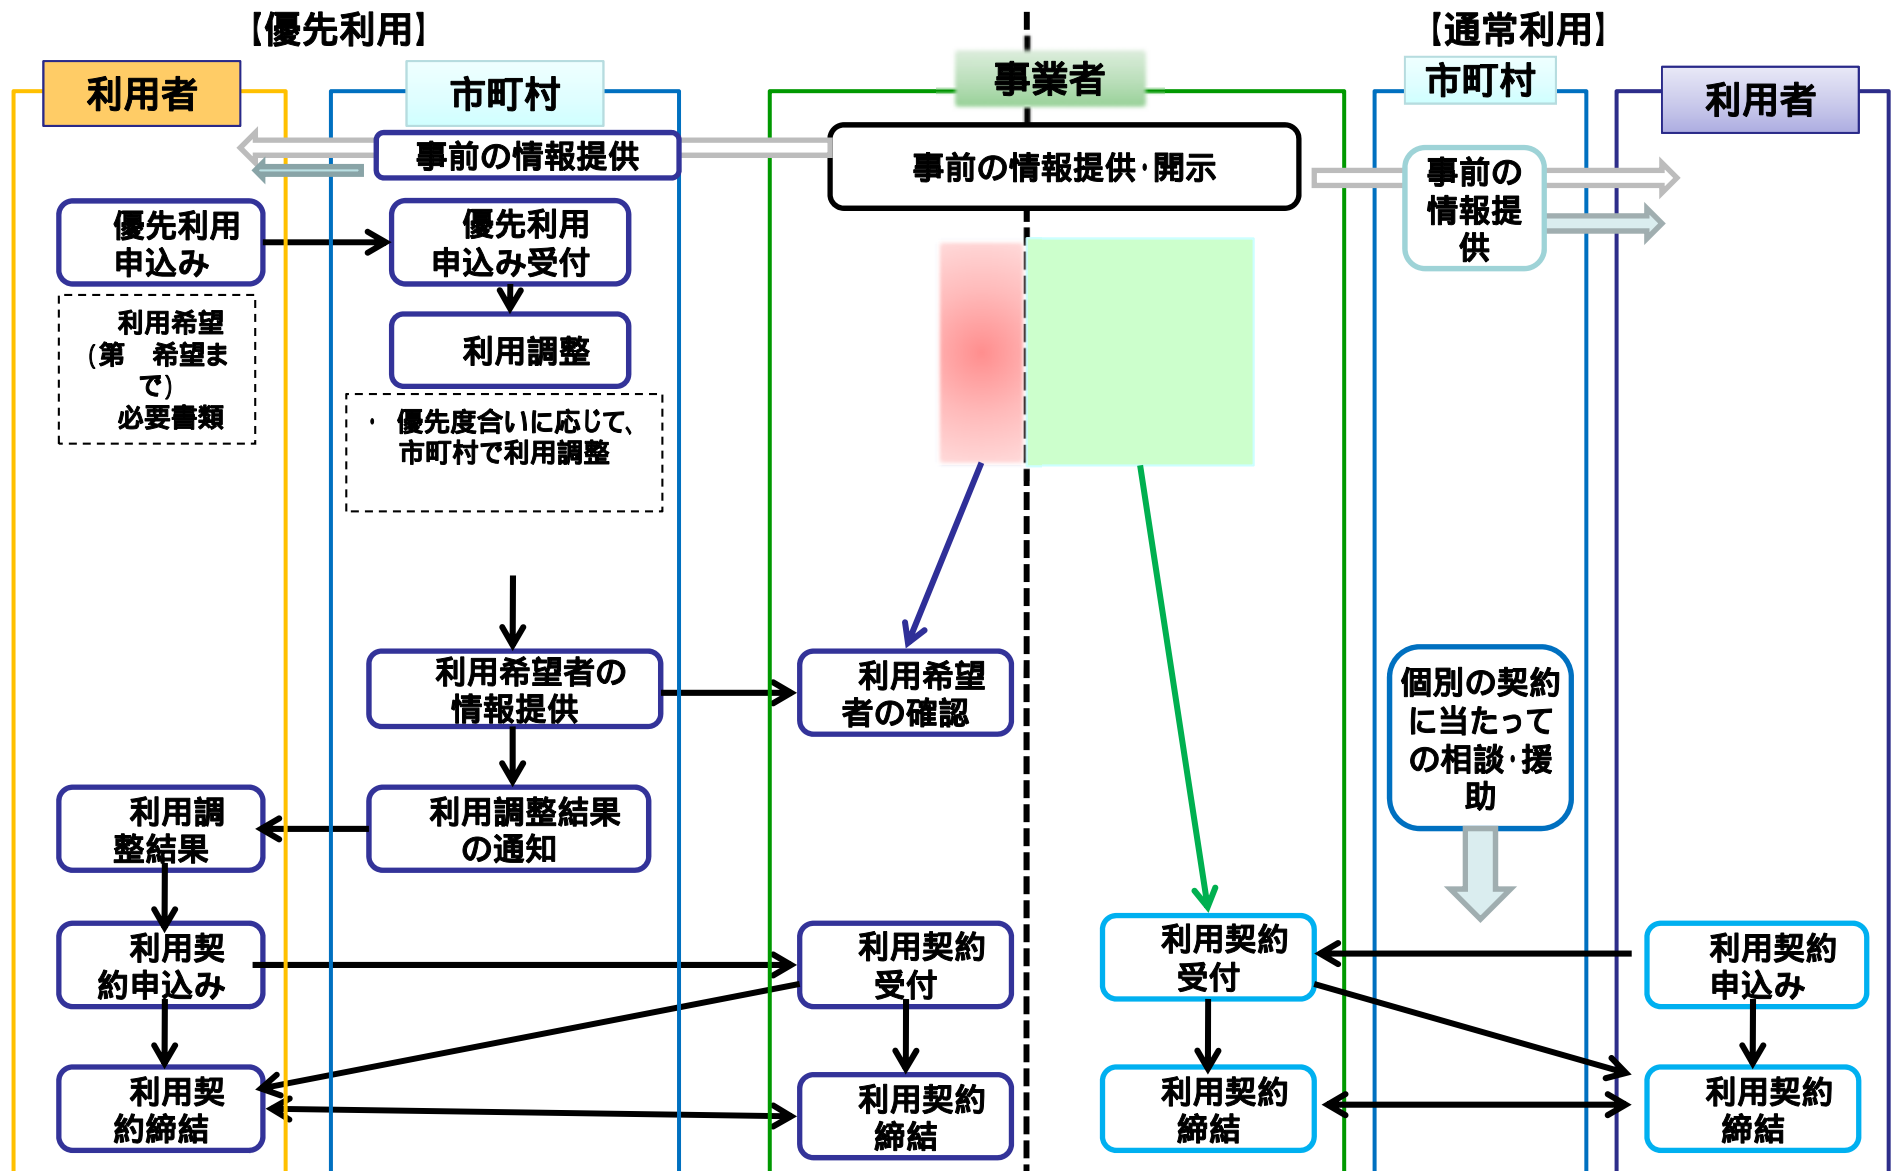 【優先利用】
【通常利用】
利用者
市町村
事業者
市町村
利用者
事前の情報提供
事前の情報提供・開示
事前の
情報提
供
優先利用
申込み
優先利用
申込み受付
利用希望
(第　希望ま
で)
必要書類
利用調整
・ 優先度合いに応じて、
市町村で利用調整
利用希望者の
情報提供
利用希望
者の確認
個別の契約
に当たって
の相談・援
助
利用調
整結果
利用調整結果
の通知
利用契
約申込み
利用契約
受付
利用契約
受付
利用契約
申込み
利用契
約締結
利用契約
締結
利用契約
締結
利用契約
締結